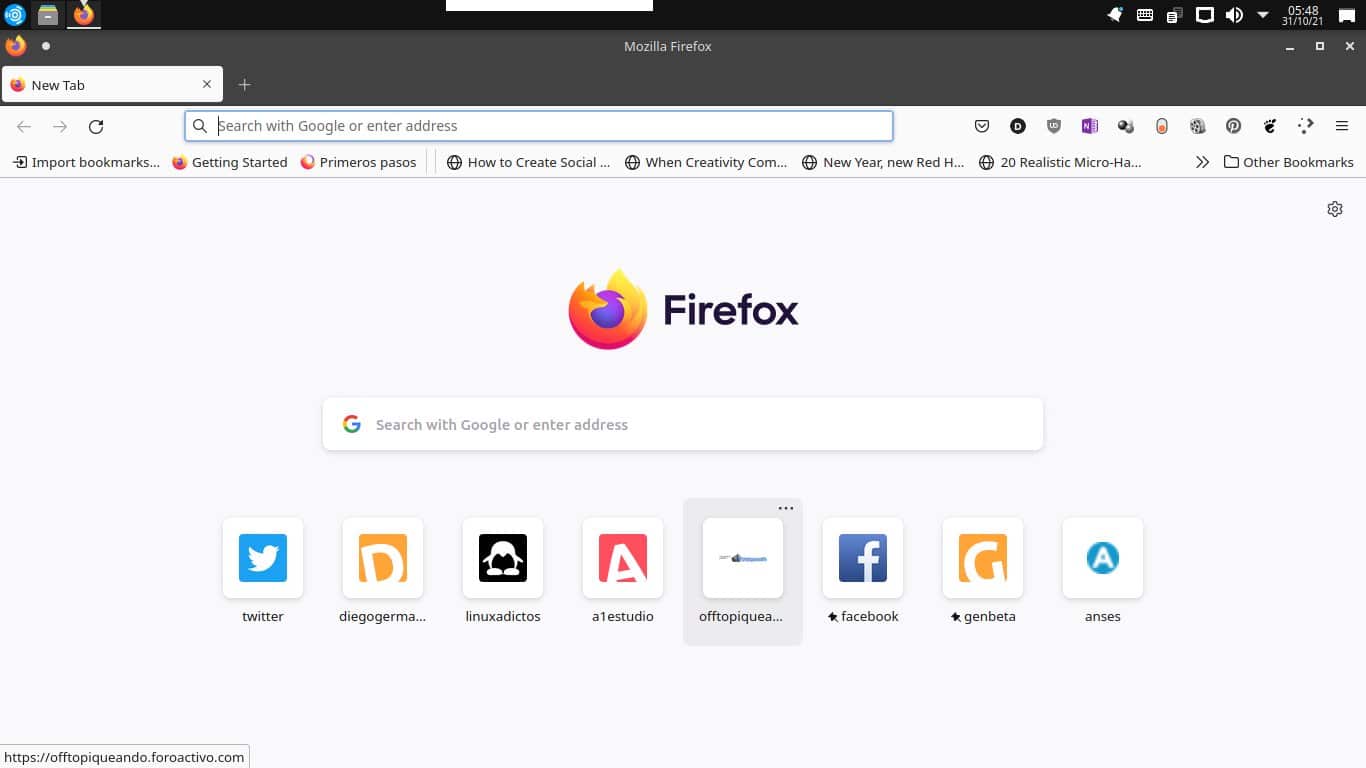 05:48
31/10/21
Mozilla Firefox
New Tab
Search with Google or enter address
Import bookmarks...
Getting Started
Primeros pasos
How to Create Social ...
When Creativity Com...
New Year, new Red H...
20 Realistic Micro-Ha...
Other Bookmarks
Firefox
Search with Google or enter address
twitter
diegogerma...
linuxadictos
a1estudio
offtopiquea...
facebook
genbeta
anses
https://offtopiqueando.foroactivo.com